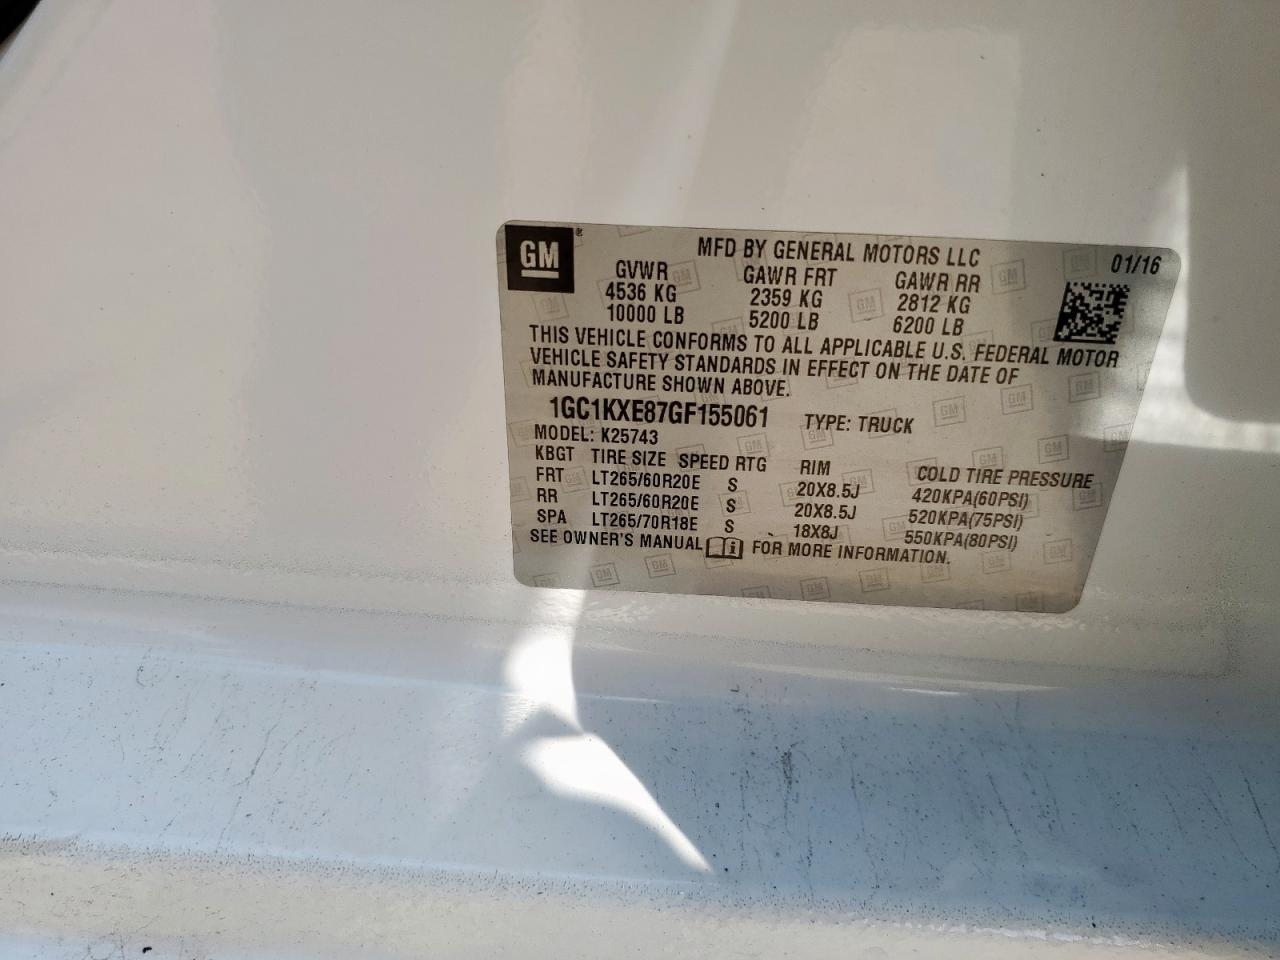 GM®
MFD BY GENERAL MOTORS LLC 01/16
GVWR GAWR FRT GAWR RR
4536 KG 2359 KG 2812 KG
10000 LB 5200 LB 6200 LB
THIS VEHICLE CONFORMS TO ALL APPLICABLE U.S. FEDERAL MOTOR
VEHICLE SAFETY STANDARDS IN EFFECT ON THE DATE OF
MANUFACTURE SHOWN ABOVE.
1GC1KXE87GF155061 TYPE: TRUCK
MODEL: K25743
KBGT TIRE SIZE SPEED RTG RIM COLD TIRE PRESSURE
FRT LT265/60R20E S 20X8.5J 420KPA(60PSI)
RR LT265/60R20E S 20X8.5J 520KPA(75PSI)
SPA LT265/70R18E S 18X8J 550KPA(80PSI)
SEE OWNER'S MANUAL i FOR MORE INFORMATION.